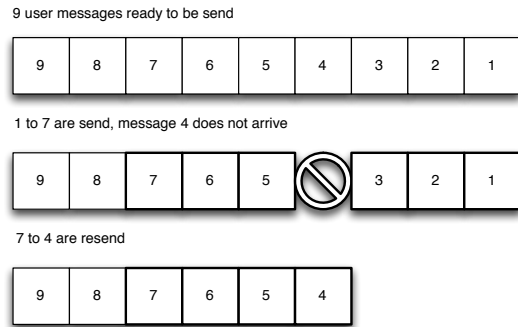 9 user messages ready to be send
9 8 7 6 5 4 3 2 1
1 to 7 are send, message 4 does not arrive
9 8 7 6 5 3 2 1
7 to 4 are resend
9 8 7 6 5 4